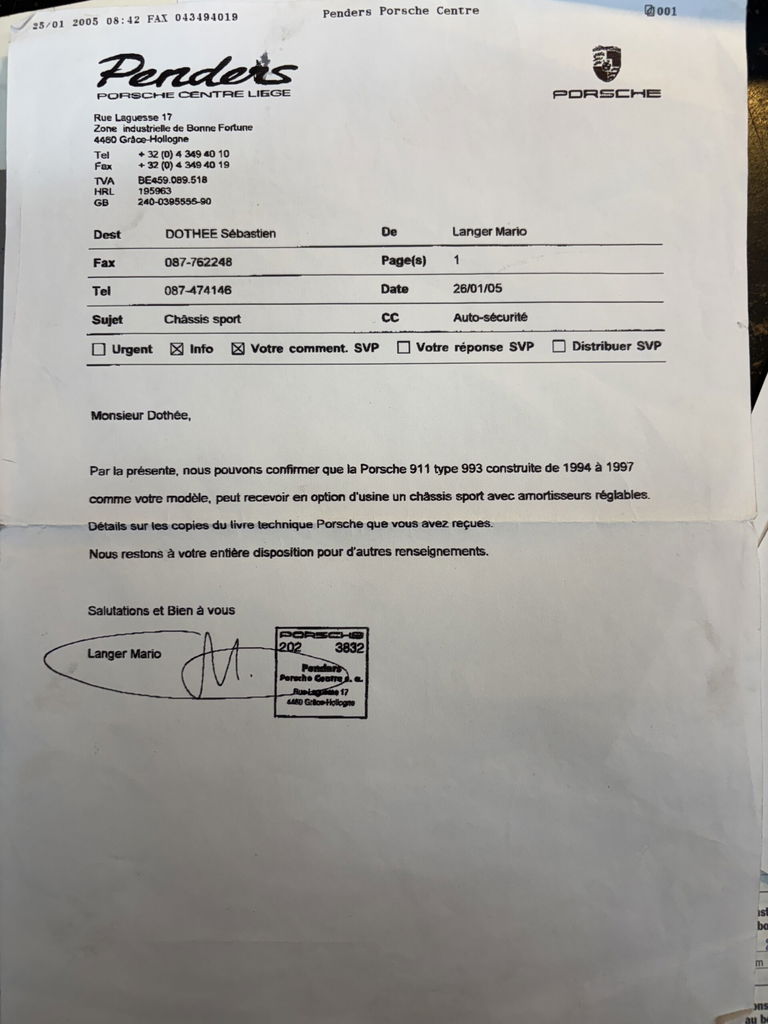 25/01 2005 08:42 FAX 043494019 Penders Porsche Centre 001
Penders
PORSCHE CENTRE LIEGE
PORSCHE
Rue Laguesse 17
Zone industrielle de Bonne Fortune
4460 Grâce-Hollogne
Tel + 32 (0) 4 349 40 10
Fax + 32 (0) 4 349 40 19
TVA BE459.089.518
HRL 195963
GB 240-0395556-90
Dest DOTHEE Sébastien De Langer Mario
Fax 087-762248 Page(s) 1
Tel 087-474146 Date 26/01/05
Sujet Châssis sport CC Auto-sécurité
☐ Urgent ☒ Info ☒ Votre comment. SVP ☐ Votre réponse SVP ☐ Distribuer SVP
Monsieur Dothée,
Par la présente, nous pouvons confirmer que la Porsche 911 type 993 construite de 1994 à 1997
comme votre modèle, peut recevoir en option d'usine un châssis sport avec amortisseurs réglables.
Détails sur les copies du livre technique Porsche que vous avez reçues.
Nous restons à votre entière disposition pour d'autres renseignements.
Salutations et Bien à vous
Langer Mario
PORSCHE
202 3832
Penders
Porsche Centre s. a.
Rue Laguesse 17
4460 Grâce-Hollogne
au b